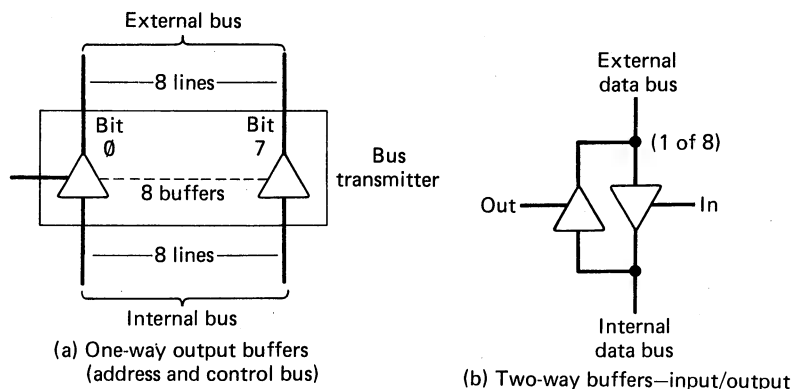 External bus
8 lines
Bit
Ø
Bit
7
8 buffers
Bus
transmitter
8 lines
Internal bus
(a) One-way output buffers
(address and control bus)
External
data bus
(1 of 8)
Out
In
Internal
data bus
(b) Two-way buffers—input/output